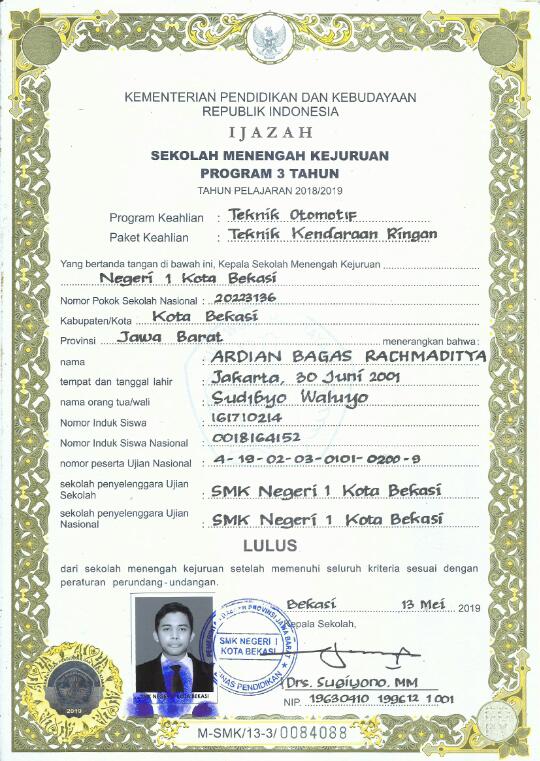 KEMENTERIAN PENDIDIKAN DAN KEBUDAYAAN
REPUBLIK INDONESIA
IJAZAH
SEKOLAH MENENGAH KEJURUAN
PROGRAM 3 TAHUN
TAHUN PELAJARAN 2018/2019
Program Keahlian : Teknik Otomotif
Paket Keahlian : Teknik Kendaraan Ringan
Yang bertanda tangan di bawah ini, Kepala Sekolah Menengah Kejuruan
Negeri 1 Kota Bekasi
Nomor Pokok Sekolah Nasional : 20223136
Kabupaten/Kota Kota Bekasi
Provinsi Jawa Barat menerangkan bahwa:
nama : ARDIAN BAGAS RACHMADITYA
tempat dan tanggal lahir : Jakarta, 30 Juni 2001
nama orang tua/wali : Sudibyo Waluyo
Nomor Induk Siswa : 161710214
Nomor Induk Siswa Nasional : 0018164152
nomor peserta Ujian Nasional : 4-19-02-03-0101-0200-9
sekolah penyelenggara Ujian
Sekolah : SMK Negeri 1 Kota Bekasi
sekolah penyelenggara Ujian
Nasional : SMK Negeri 1 Kota Bekasi
LULUS
dari sekolah menengah kejuruan setelah memenuhi seluruh kriteria sesuai dengan
peraturan perundang-undangan.
Bekasi 13 Mei 2019
Kepala Sekolah,
SMK NEGERI 1
KOTA BEKASI
DINAS PENDIDIKAN
SMK NEGERI 1 KOTA BEKASI
Drs. Sugiyono, MM
NIP. 19630410 199612 1 001
2019
M-SMK/13-3/0084088